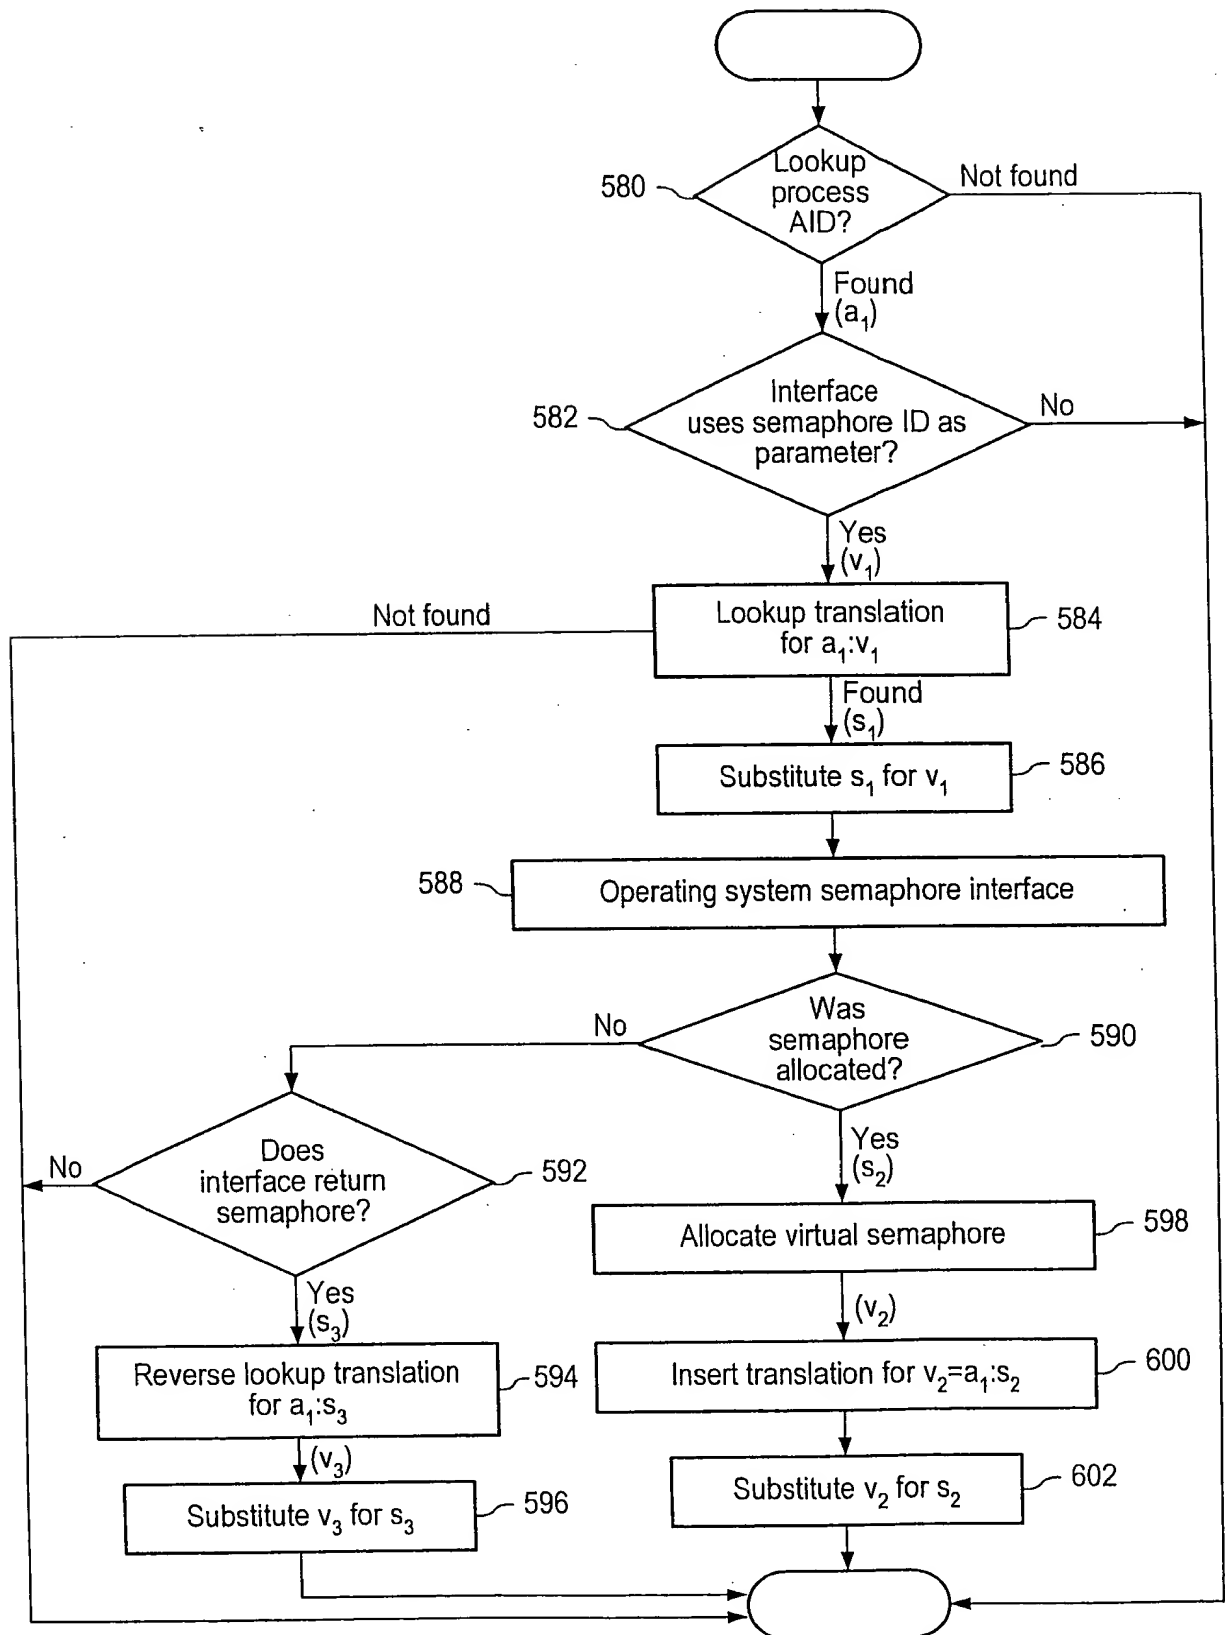 Lookup
process
AID?
580
Not found
Found
(a₁)
Interface
uses semaphore ID as
parameter?
582
No
Yes
(v₁)
Lookup translation
for a₁:v₁
584
Not found
Found
(s₁)
Substitute s₁ for v₁
586
588
Operating system semaphore interface
Was
semaphore
allocated?
590
No
Does
interface return
semaphore?
592
No
Yes
(s₂)
Allocate virtual semaphore
598
Yes
(s₃)
(v₂)
Reverse lookup translation
for a₁:s₃
594
Insert translation for v₂=a₁:s₂
600
(v₃)
Substitute v₃ for s₃
596
Substitute v₂ for s₂
602